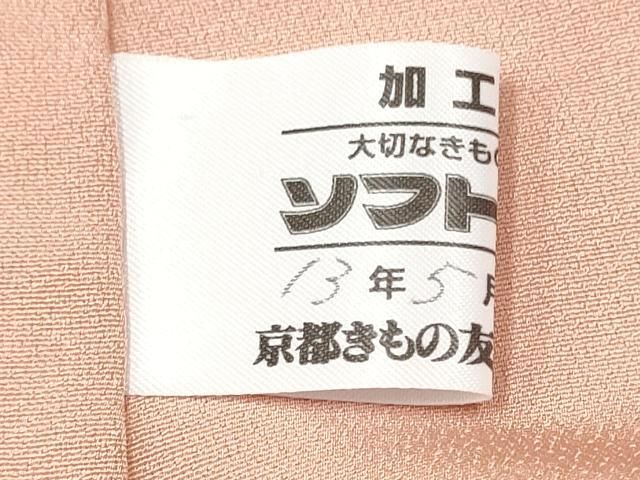 加工
大切なきもの
ソフト
13年5月
京都きもの友